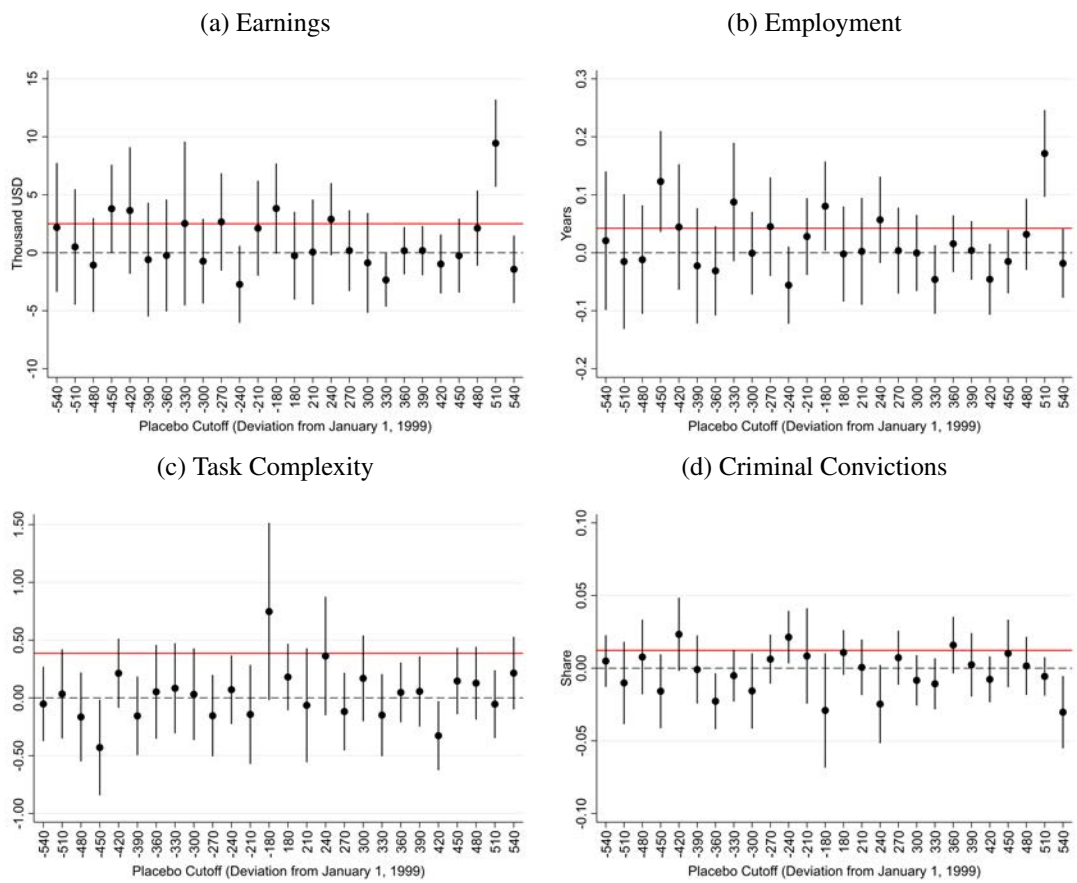 (a) Earnings
(b) Employment
15
10
5
0
-5
-10
Thousand USD
-540 -510 -480 -450 -420 -390 -360 -330 -300 -270 -240 -210 -180 180 210 240 270 300 330 360 390 420 450 480 510 540
Placebo Cutoff (Deviation from January 1, 1999)
0.3
0.2
0.1
0.0
-0.1
-0.2
Years
-540 -510 -480 -450 -420 -390 -360 -330 -300 -270 -240 -210 -180 180 210 240 270 300 330 360 390 420 450 480 510 540
Placebo Cutoff (Deviation from January 1, 1999)
(c) Task Complexity
(d) Criminal Convictions
1.50
1.00
0.50
0.00
-0.50
-1.00
-540 -510 -480 -450 -420 -390 -360 -330 -300 -270 -240 -210 -180 180 210 240 270 300 330 360 390 420 450 480 510 540
Placebo Cutoff (Deviation from January 1, 1999)
0.10
0.05
0.00
-0.05
-0.10
Share
-540 -510 -480 -450 -420 -390 -360 -330 -300 -270 -240 -210 -180 180 210 240 270 300 330 360 390 420 450 480 510 540
Placebo Cutoff (Deviation from January 1, 1999)